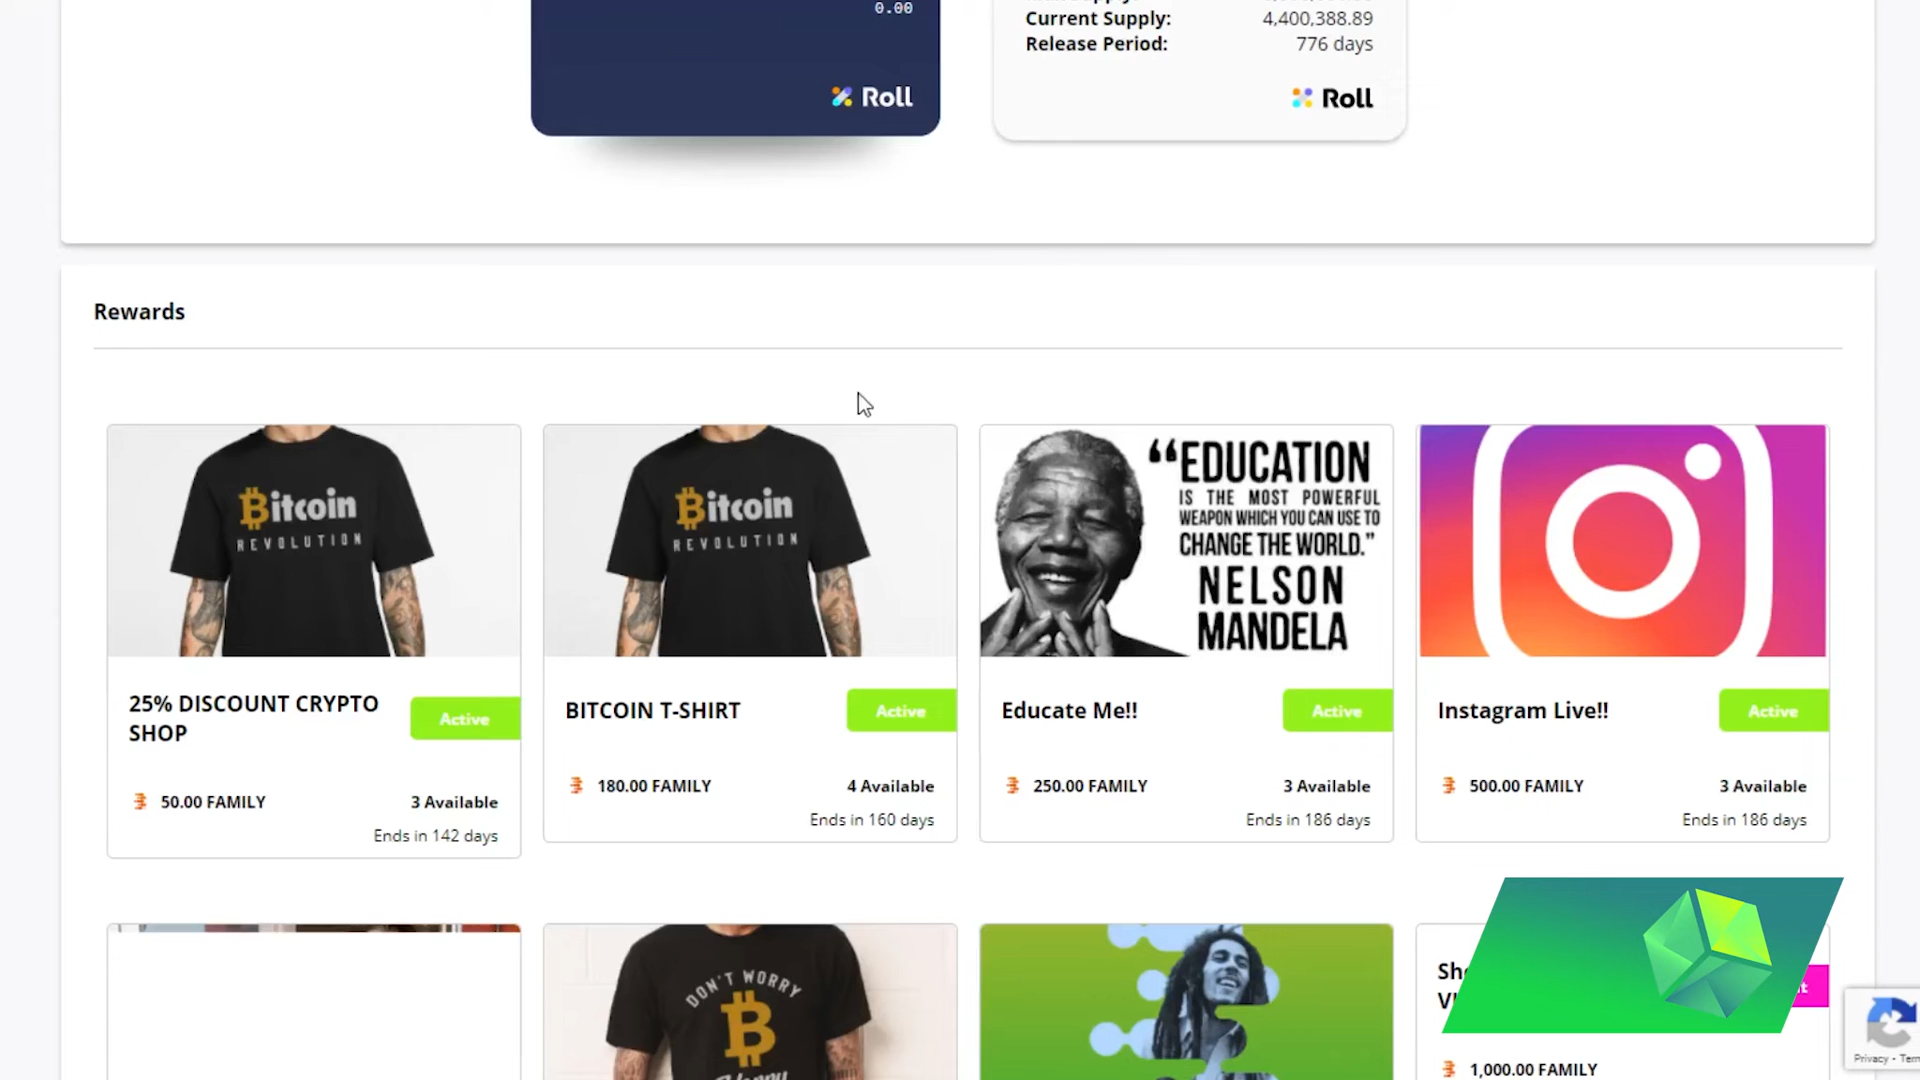 0.00
Current Supply: 4,400,388.89
Release Period: 776 days
Roll
Roll
Rewards
Bitcoin
REVOLUTION
Bitcoin
REVOLUTION
“EDUCATION
IS THE MOST POWERFUL
WEAPON WHICH YOU CAN USE TO
CHANGE THE WORLD.”
NELSON
MANDELA
25% DISCOUNT CRYPTO
SHOP
Active
50.00 FAMILY 3 Available
Ends in 142 days
BITCOIN T-SHIRT Active
180.00 FAMILY 4 Available
Ends in 160 days
Educate Me!! Active
250.00 FAMILY 3 Available
Ends in 186 days
Instagram Live!! Active
500.00 FAMILY 3 Available
Ends in 186 days
DON'T WORRY
1,000.00 FAMILY
Privacy